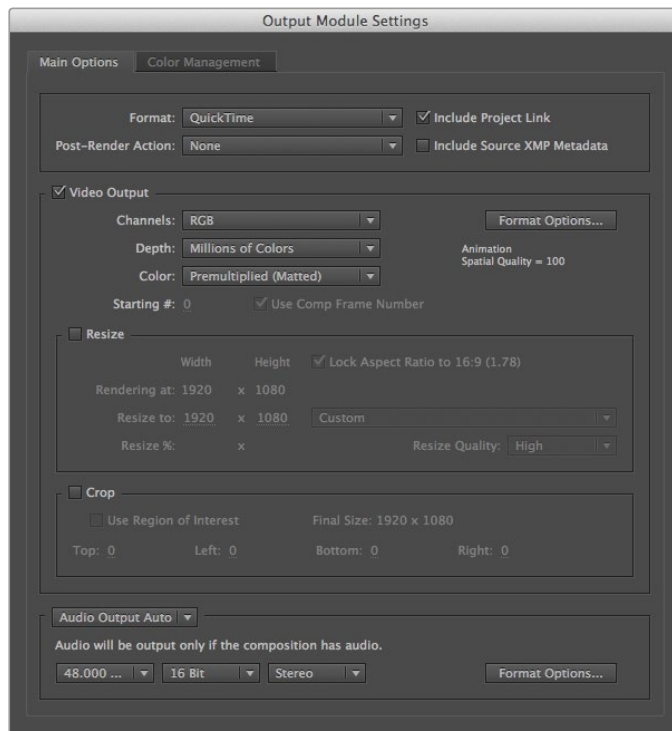 Output Module Settings
Main Options Color Management
Format: QuickTime Include Project Link
Post-Render Action: None Include Source XMP Metadata
Video Output
Channels: RGB Format Options...
Depth: Millions of Colors Animation
Spatial Quality = 100
Color: Premultiplied (Matted)
Starting #: 0 Use Comp Frame Number
Resize
Width Height Lock Aspect Ratio to 16:9 (1.78)
Rendering at: 1920 x 1080
Resize to: 1920 x 1080 Custom
Resize %: x Resize Quality: High
Crop
Use Region of Interest Final Size: 1920 x 1080
Top: 0 Left: 0 Bottom: 0 Right: 0
Audio Output Auto
Audio will be output only if the composition has audio.
48.000 ... 16 Bit Stereo Format Options...